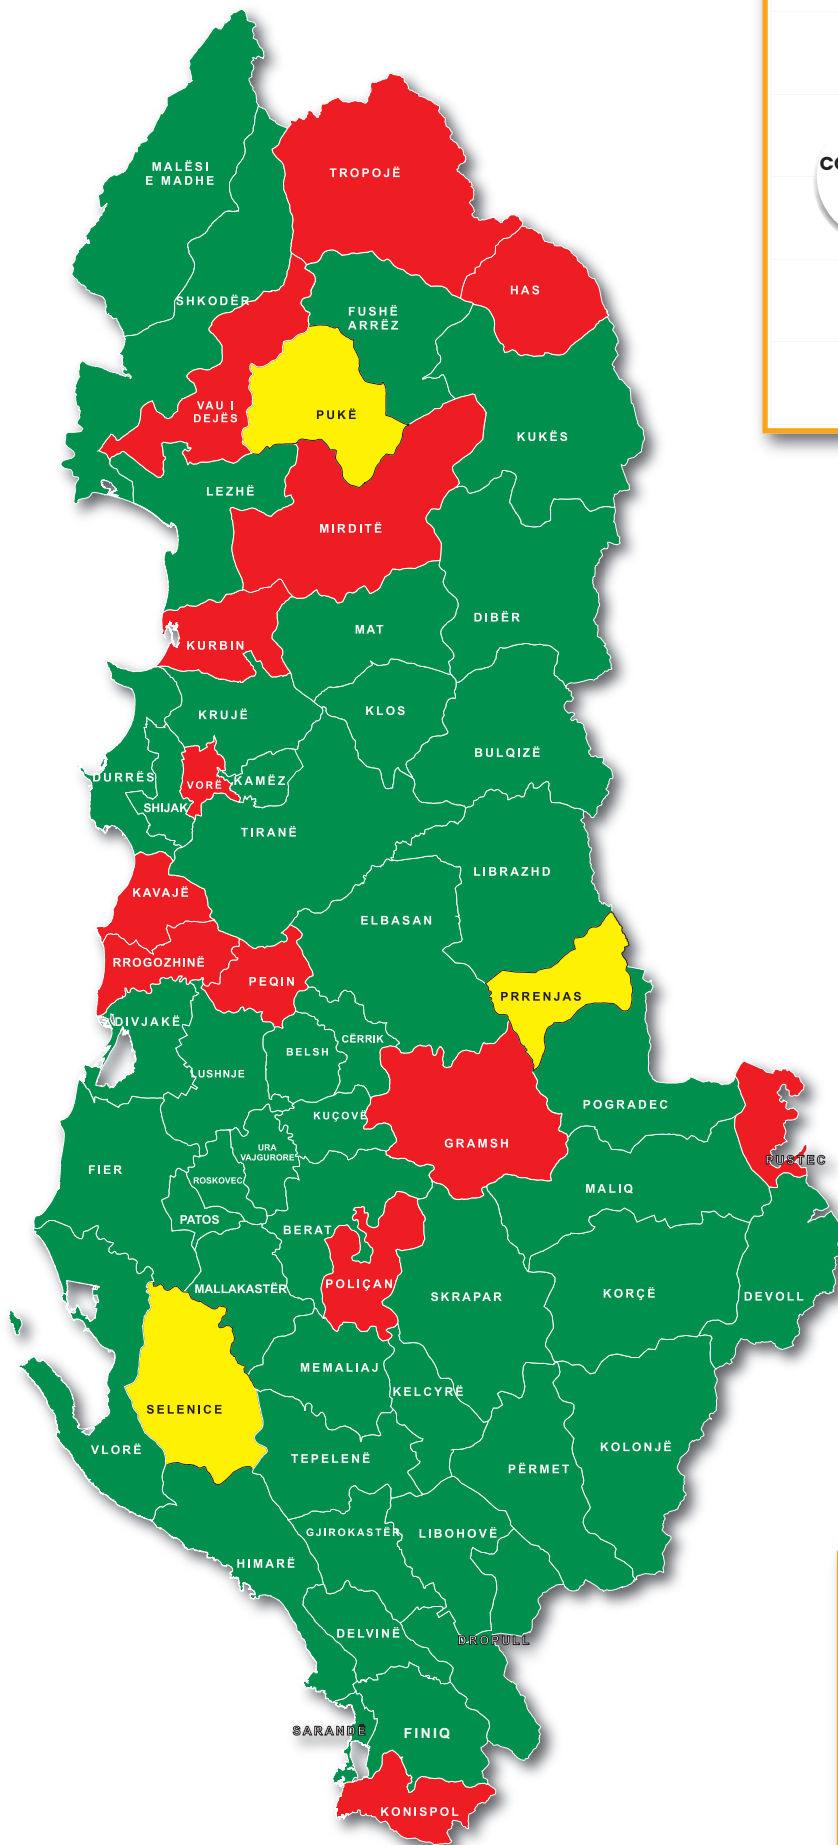 MALËSI
E MADHE
TROPOJË
HAS
SHKODËR
FUSHË
ARRËZ
VAU I
DEJËS
PUKË
KUKËS
LEZHË
MIRDITË
DIBËR
MAT
KURBIN
KLOS
KRUJË
BULQIZË
DURRËS
VORË
KAMËZ
SHIJAK
TIRANË
LIBRAZHD
KAVAJË
ELBASAN
RROGOZHINË
PEQIN
PRRENJAS
DIVJAKË
CËRRIK
BELSH
LUSHNJE
POGRADEC
KUÇOVË
GRAMSH
URA
VAJGURORE
RUSTEC
FIER
ROSKOVEC
MALIQ
PATOS
BERAT
POLIÇAN
MALLAKASTËR
SKRAPAR
KORÇË
DEVOLL
MEMALIAJ
KELCYRË
SELENICE
VLORË
TEPELENË
PËRMET
KOLONJË
GJIROKASTËR
LIBOHOVË
HIMARË
DELVINË
DROPULL
SARANDË
FINIQ
KONISPOL